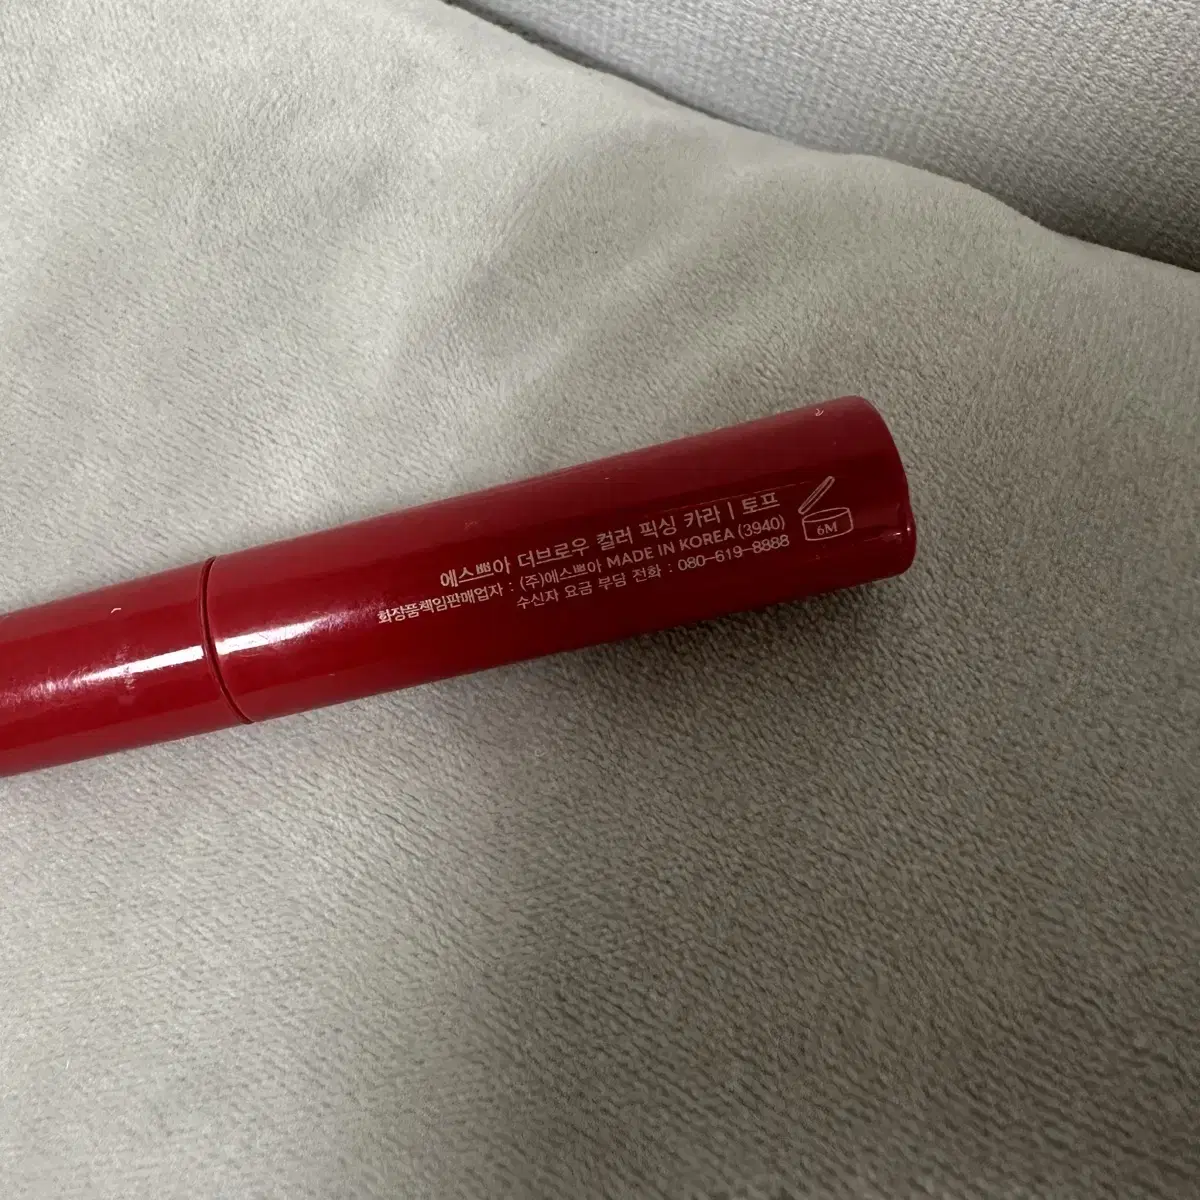 에스쁘아 더브로우 컬러 픽싱 카라 | 토프
화장품책임판매업자 : (주)에스쁘아 MADE IN KOREA (3940)
수신자 요금 부담 전화 : 080-619-8888
6M